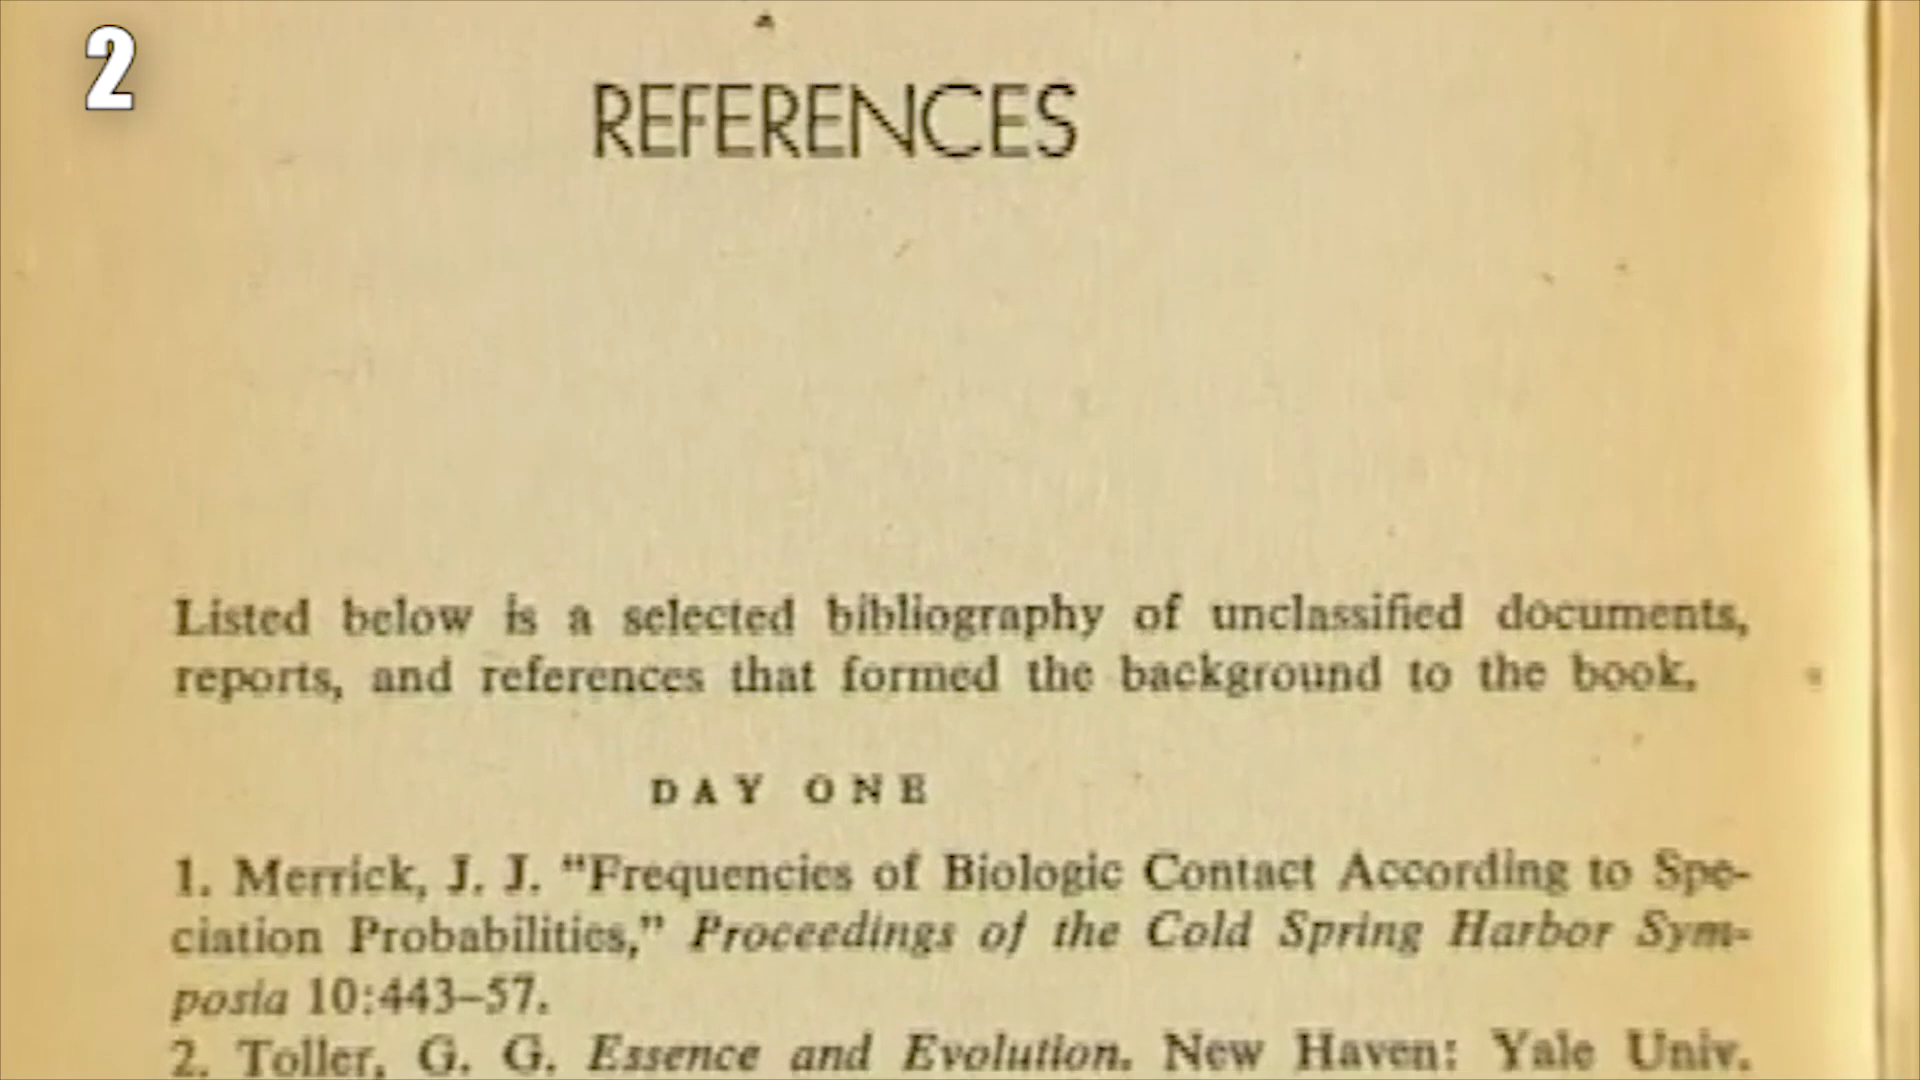 2
REFERENCES
Listed below is a selected bibliography of unclassified documents,
reports, and references that formed the background to the book.
DAY ONE
1. Merrick, J. J. “Frequencies of Biologic Contact According to Spe-
ciation Probabilities,” Proceedings of the Cold Spring Harbor Sym-
posia 10:443–57.
2. Toller, G. G. Essence and Evolution. New Haven: Yale Univ.